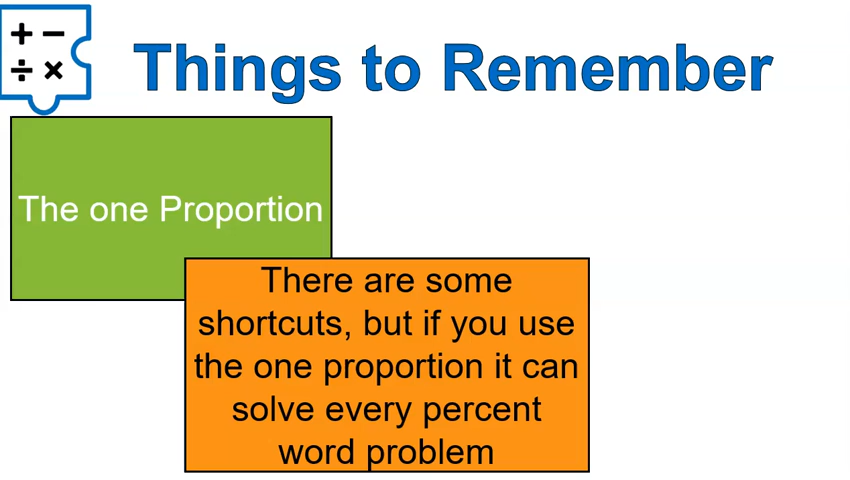 + −
÷ ×
Things to Remember
The one Proportion
There are some
shortcuts, but if you use
the one proportion it can
solve every percent
word problem